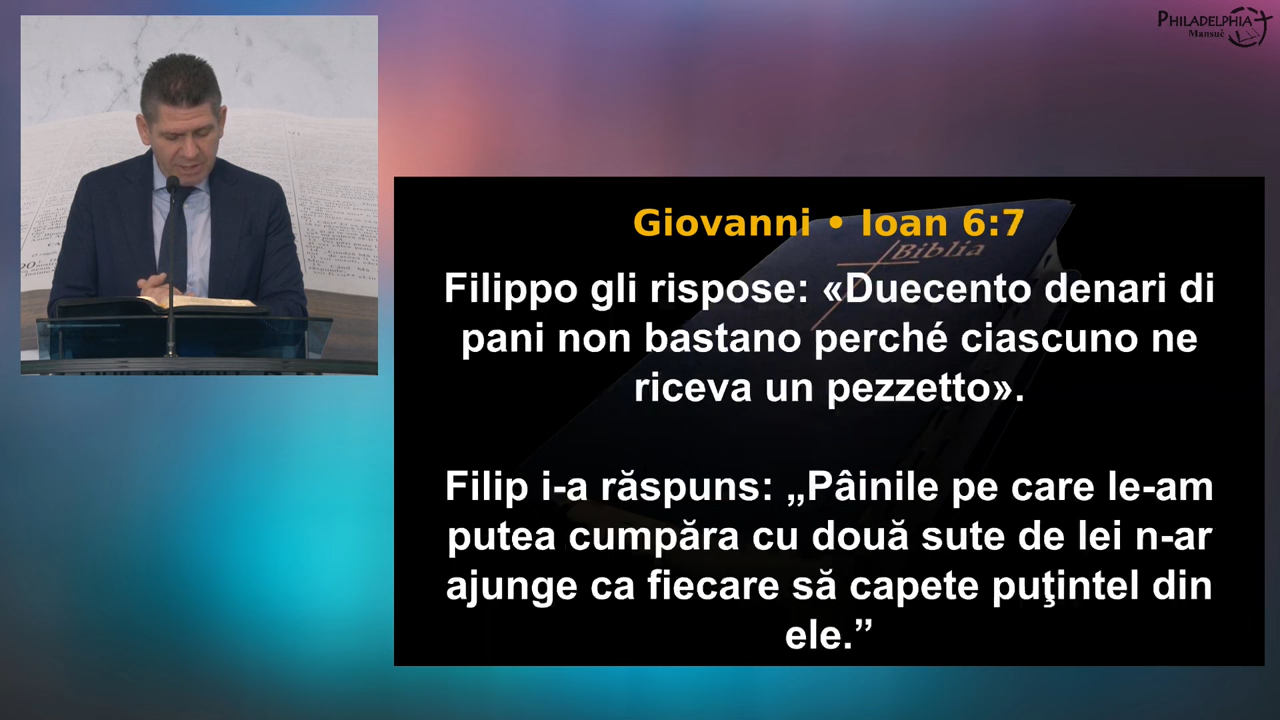 PHILADELPHIA
Mansuè
Giovanni • Ioan 6:7
Biblia
Filippo gli rispose: «Duecento denari di
pani non bastano perché ciascuno ne
riceva un pezzetto».
Filip i-a răspuns: „Pâinile pe care le-am
putea cumpăra cu două sute de lei n-ar
ajunge ca fiecare să capete puţintel din
ele.”